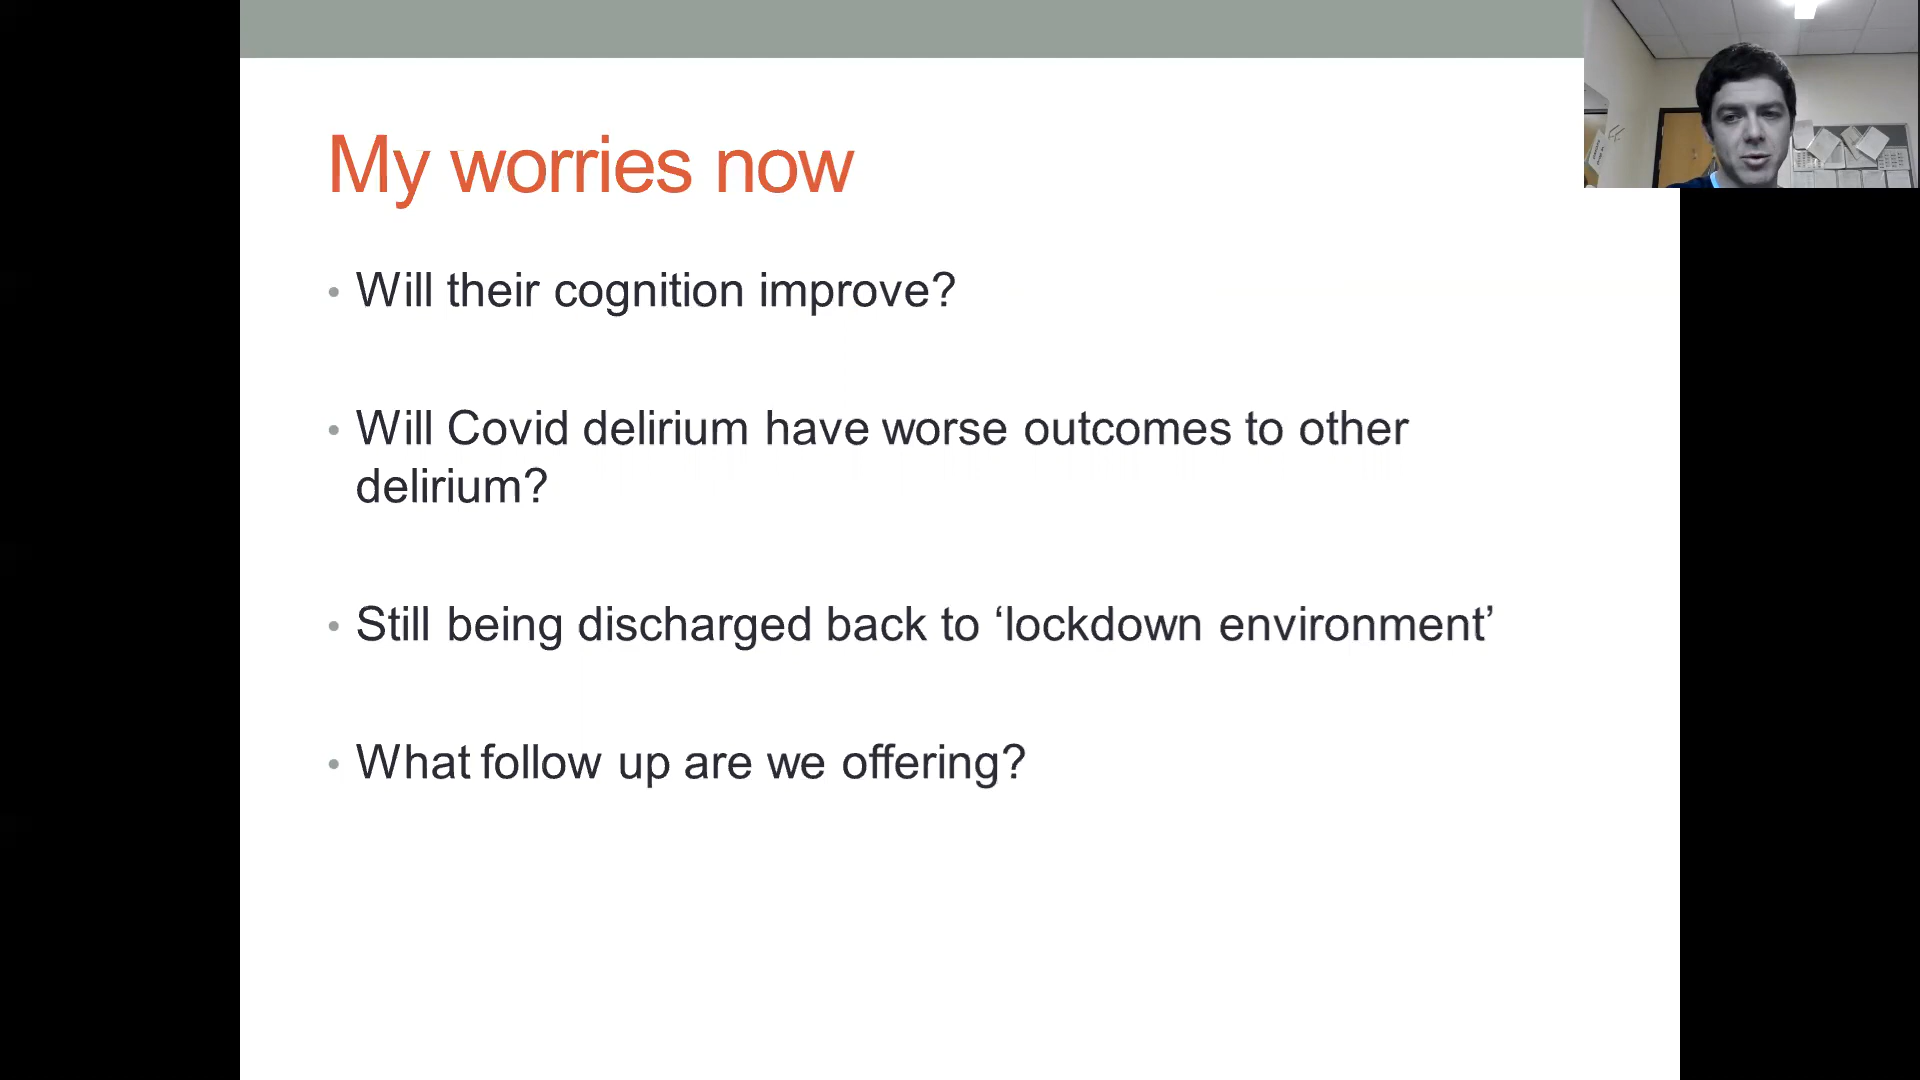 My worries now
• Will their cognition improve?
• Will Covid delirium have worse outcomes to other
delirium?
• Still being discharged back to ‘lockdown environment’
• What follow up are we offering?